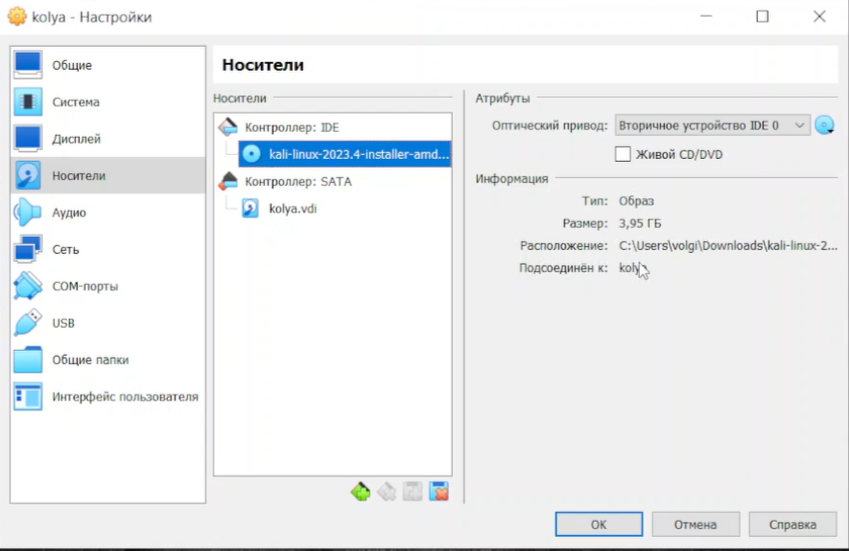 kolya - Настройки
Общие
Система
Дисплей
Носители
Аудио
Сеть
COM-порты
USB
Общие папки
Интерфейс пользователя
Носители
Носители
Контроллер: IDE
kali-linux-2023.4-installer-amd...
Контроллер: SATA
kolya.vdi
Атрибуты
Оптический привод: Вторичное устройство IDE 0
Живой CD/DVD
Информация
Тип: Образ
Размер: 3,95 ГБ
Расположение: C:\Users\volgi\Downloads\kali-linux-2...
Подсоединён к: kolya
OK Отмена Справка